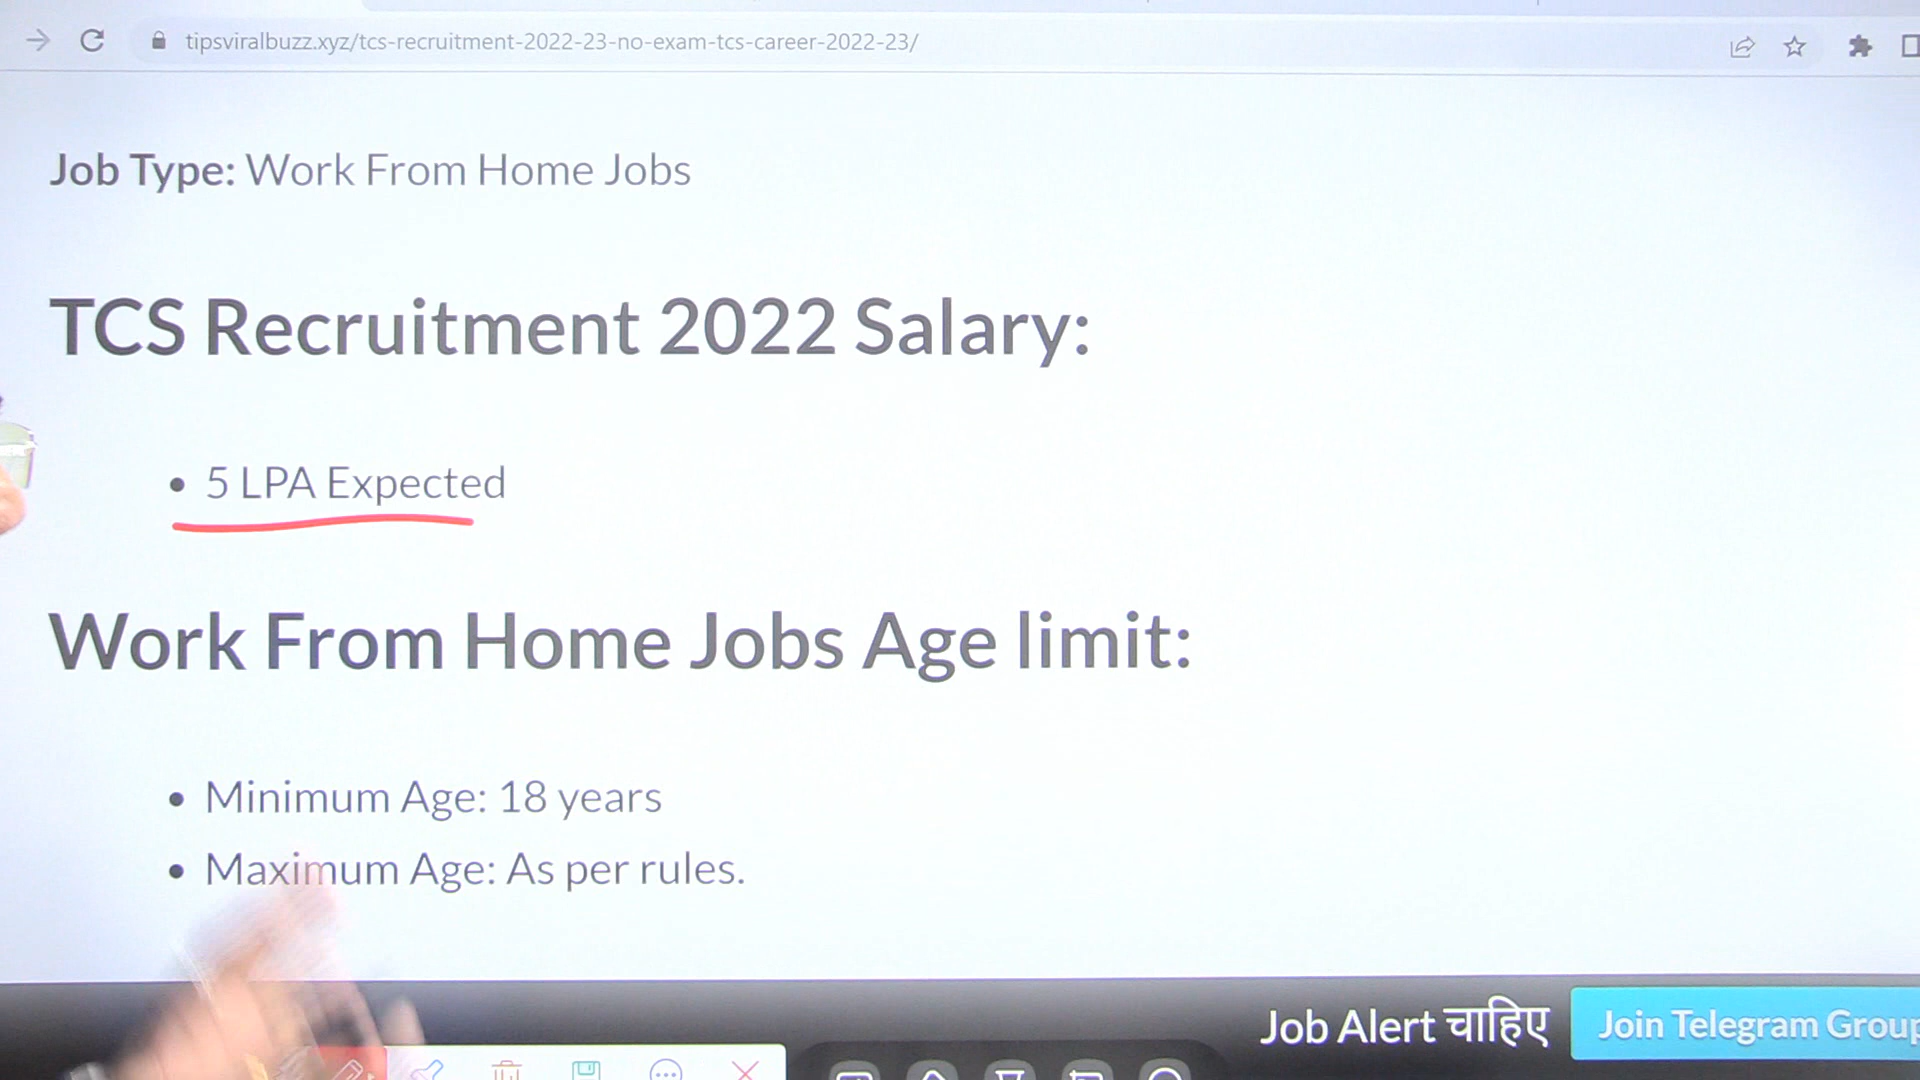 tipsviralbuzz.xyz/tcs-recruitment-2022-23-no-exam-tcs-career-2022-23/
Job Type: Work From Home Jobs
TCS Recruitment 2022 Salary:
• 5 LPA Expected
Work From Home Jobs Age limit:
• Minimum Age: 18 years
• Maximum Age: As per rules.
Job Alert चाहिए
Join Telegram Group